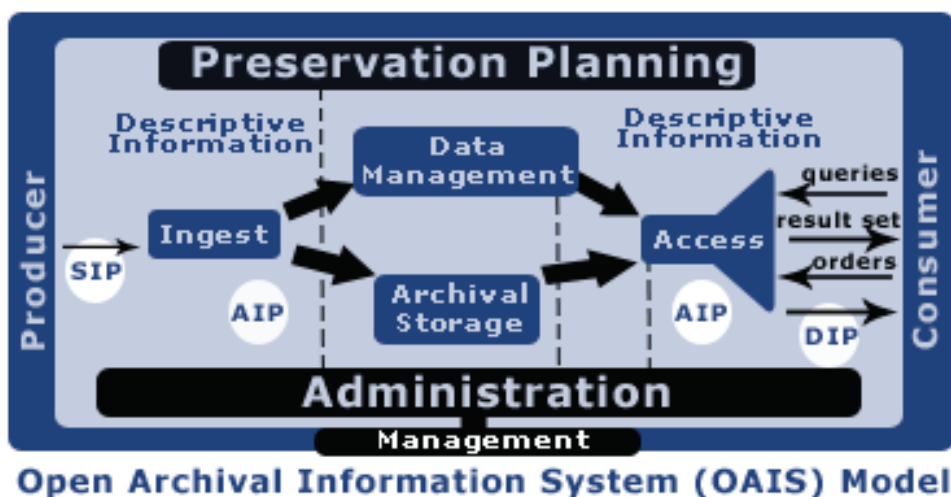 Preservation Planning
Descriptive
Information
Descriptive
Information
Data
Management
queries
Producer
Ingest
Access
result set
Consumer
SIP
orders
AIP
Archival
Storage
AIP
DIP
Administration
Management
Open Archival Information System (OAIS) Model